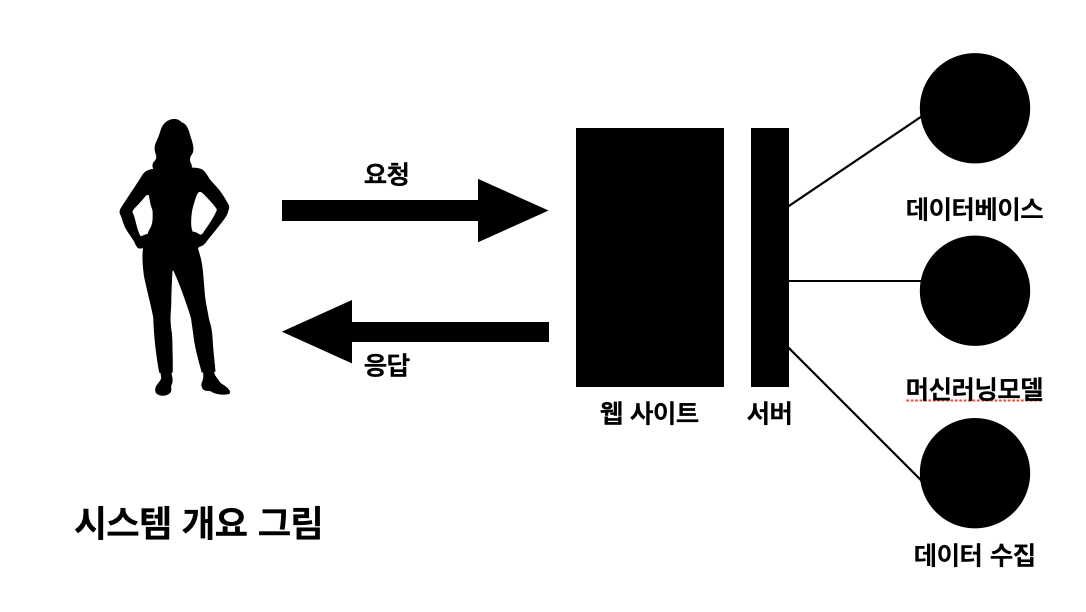 요청
응답
웹 사이트
서버
데이터베이스
머신러닝모델
데이터 수집
시스템 개요 그림